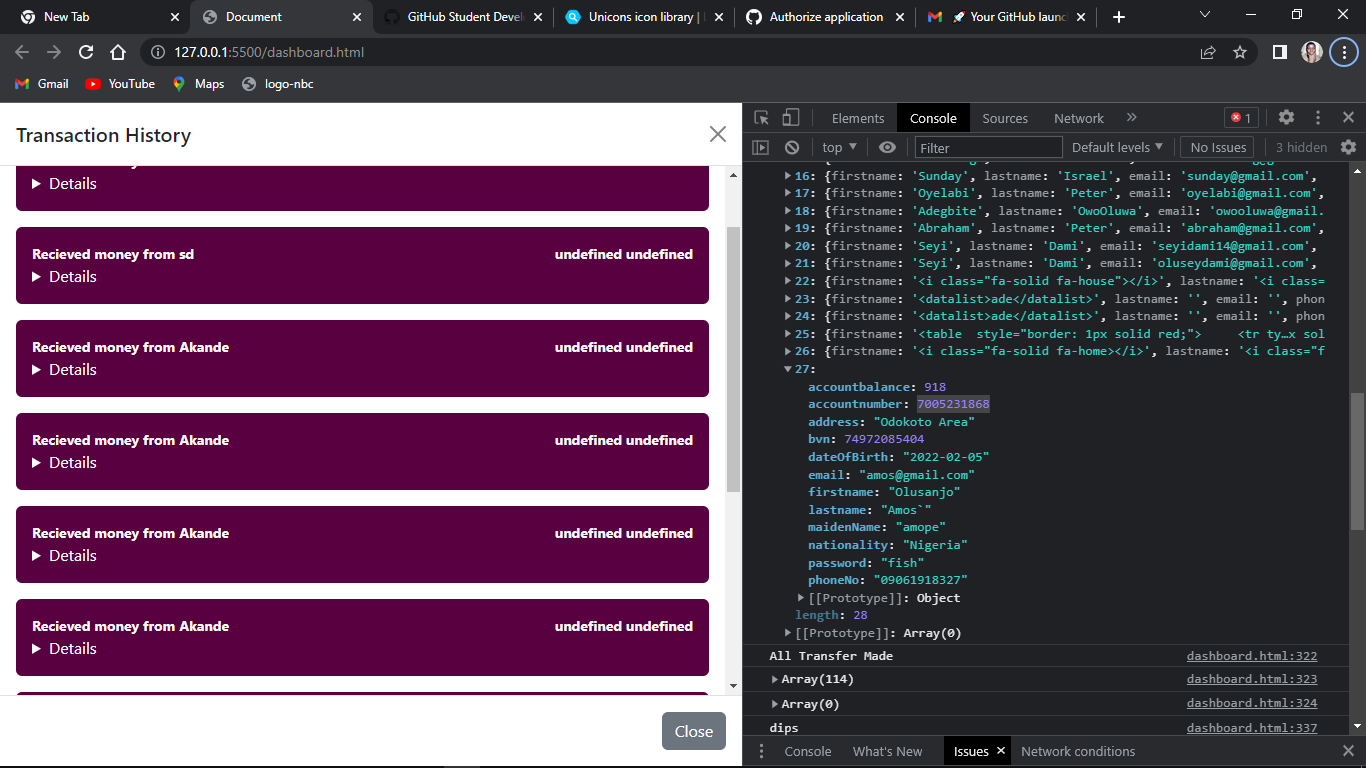 New Tab
Document
GitHub Student Devel
Unicons icon library |
Authorize application
🚀 Your GitHub launc
127.0.0.1:5500/dashboard.html
Gmail
YouTube
Maps
logo-nbc
Transaction History
Details
Recieved money from sd undefined undefined
Details
Recieved money from Akande undefined undefined
Details
Recieved money from Akande undefined undefined
Details
Recieved money from Akande undefined undefined
Details
Recieved money from Akande undefined undefined
Details
Close
Elements Console Sources Network » 1
top Filter Default levels No Issues 3 hidden
16: {firstname: 'Sunday', lastname: 'Israel', email: 'sunday@gmail.com',
17: {firstname: 'Oyelabi', lastname: 'Peter', email: 'oyelabi@gmail.com',
18: {firstname: 'Adegbite', lastname: 'OwoOluwa', email: 'owooluwa@gmail.
19: {firstname: 'Abraham', lastname: 'Peter', email: 'abraham@gmail.com',
20: {firstname: 'Seyi', lastname: 'Dami', email: 'seyidami14@gmail.com',
21: {firstname: 'Seyi', lastname: 'Dami', email: 'oluseydami@gmail.com',
22: {firstname: '<i class="fa-solid fa-house"></i>', lastname: '<i class=
23: {firstname: '<datalist>ade</datalist>', lastname: '', email: '', phon
24: {firstname: '<datalist>ade</datalist>', lastname: '', email: '', phon
25: {firstname: '<table style="border: 1px solid red;"> <tr ty…x sol
26: {firstname: '<i class="fa-solid fa-home></i>', lastname: '<i class="f
27:
accountbalance: 918
accountnumber: 7005231868
address: "Odokoto Area"
bvn: 74972085404
dateOfBirth: "2022-02-05"
email: "amos@gmail.com"
firstname: "Olusanjo"
lastname: "Amos`"
maidenName: "amope"
nationality: "Nigeria"
password: "fish"
phoneNo: "09061918327"
[[Prototype]]: Object
length: 28
[[Prototype]]: Array(0)
All Transfer Made dashboard.html:322
Array(114) dashboard.html:323
Array(0) dashboard.html:324
dips dashboard.html:337
Console What's New Issues Network conditions